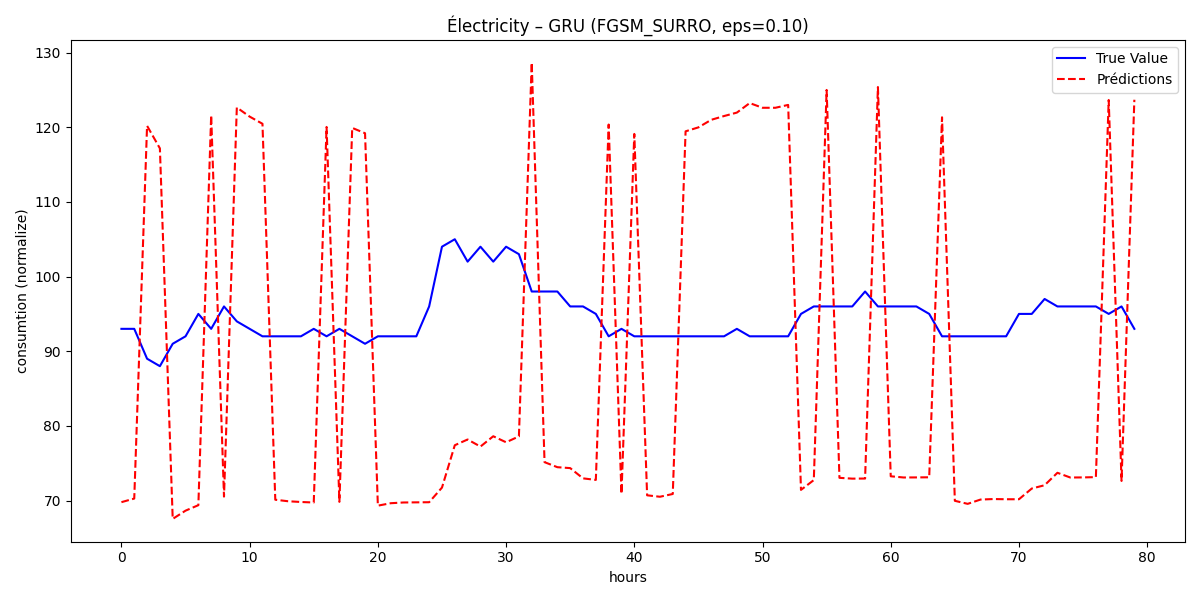 Électricity – GRU (FGSM_SURRO, eps=0.10)
True Value
Prédictions
130
120
110
100
90
80
70
consumtion (normalize)
0 10 20 30 40 50 60 70 80
hours